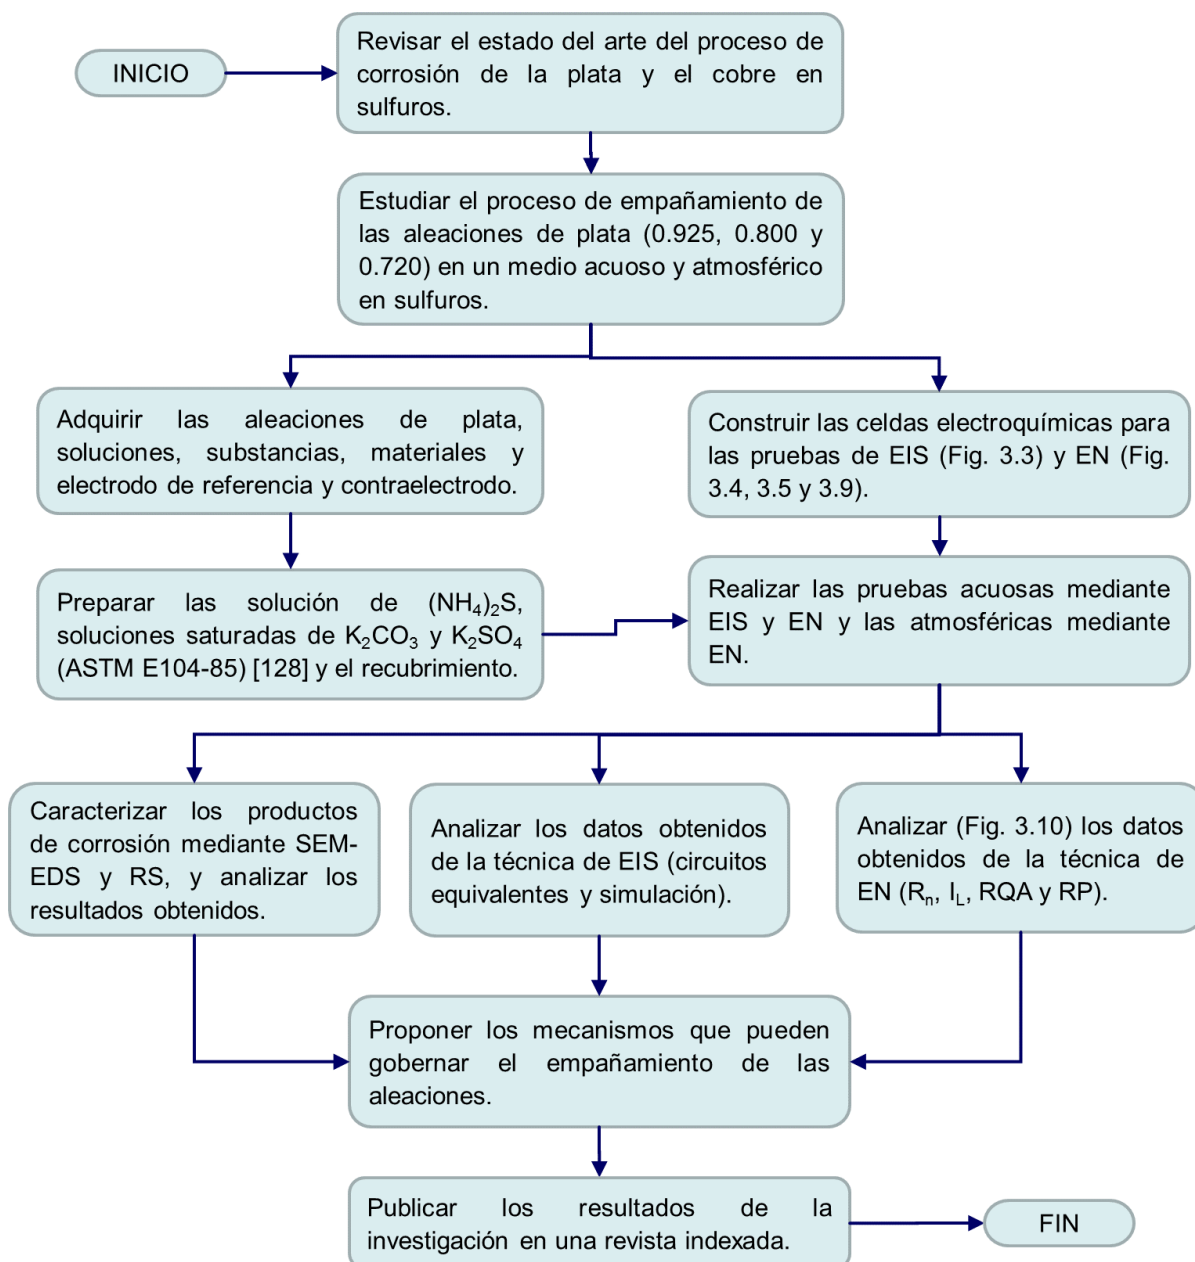 INICIO
Revisar el estado del arte del proceso de
corrosión de la plata y el cobre en
sulfuros.
Estudiar el proceso de empañamiento de
las aleaciones de plata (0.925, 0.800 y
0.720) en un medio acuoso y atmosférico
en sulfuros.
Adquirir las aleaciones de plata,
soluciones, substancias, materiales y
electrodo de referencia y contraelectrodo.
Construir las celdas electroquímicas para
las pruebas de EIS (Fig. 3.3) y EN (Fig.
3.4, 3.5 y 3.9).
Preparar las solución de (NH₄)₂S,
soluciones saturadas de K₂CO₃ y K₂SO₄
(ASTM E104-85) [128] y el recubrimiento.
Realizar las pruebas acuosas mediante
EIS y EN y las atmosféricas mediante
EN.
Caracterizar los productos
de corrosión mediante SEM-
EDS y RS, y analizar los
resultados obtenidos.
Analizar los datos obtenidos
de la técnica de EIS (circuitos
equivalentes y simulación).
Analizar (Fig. 3.10) los datos
obtenidos de la técnica de
EN (Rₙ, I_L, RQA y RP).
Proponer los mecanismos que pueden
gobernar el empañamiento de las
aleaciones.
Publicar los resultados de la
investigación en una revista indexada.
FIN